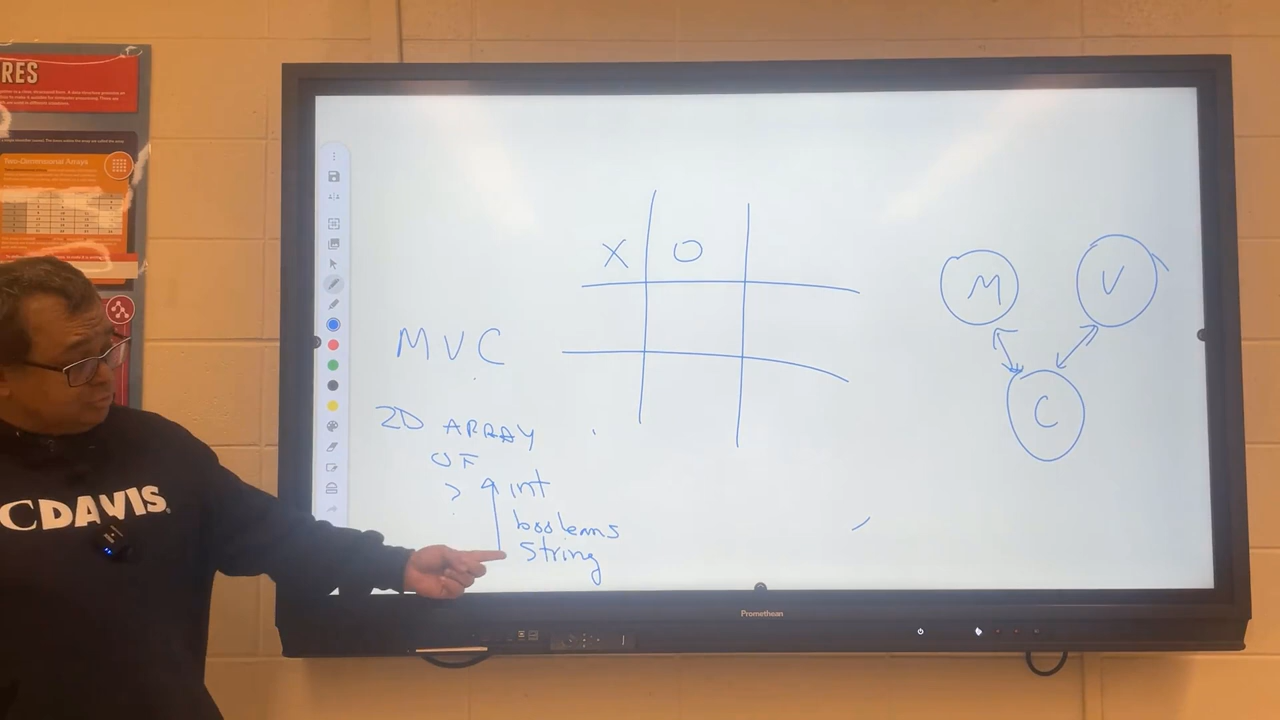 RES
Two-Dimensional Arrays
X O
M V
MVC
C
2D ARRAY
OF
? int
booleans
String
CDAVIS
Promethean